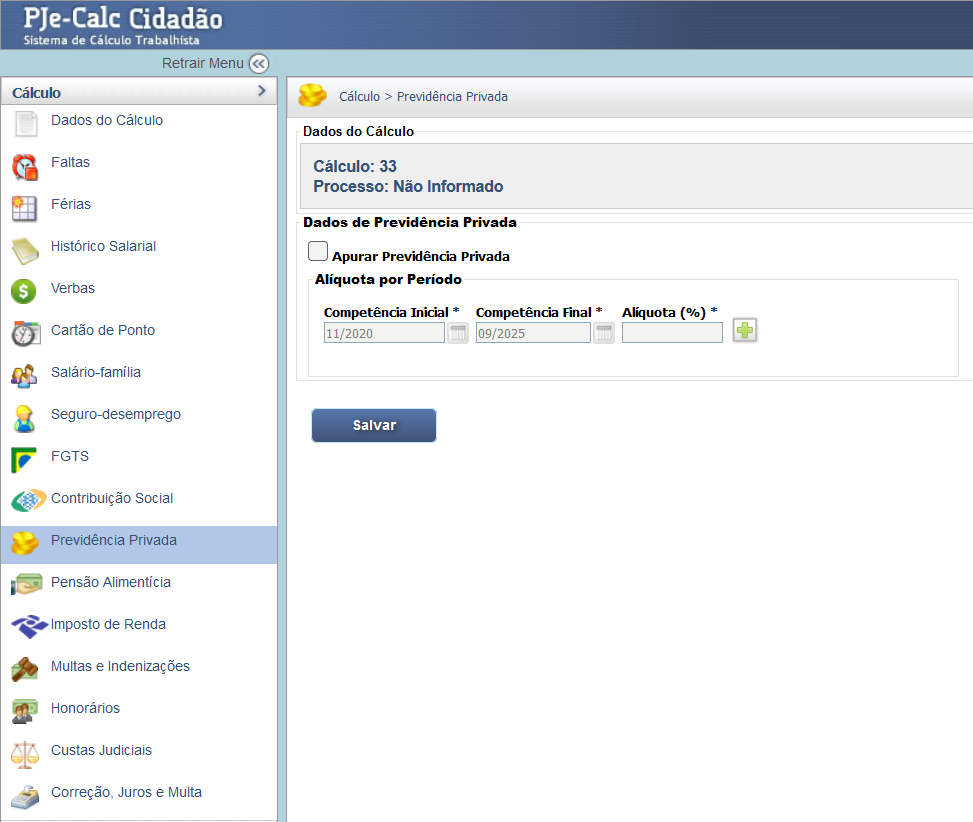 PJe-Calc Cidadão
Sistema de Cálculo Trabalhista
Retrair Menu
Cálculo
Dados do Cálculo
Faltas
Férias
Histórico Salarial
Verbas
Cartão de Ponto
Salário-família
Seguro-desemprego
FGTS
Contribuição Social
Previdência Privada
Pensão Alimentícia
Imposto de Renda
Multas e Indenizações
Honorários
Custas Judiciais
Correção, Juros e Multa
Cálculo > Previdência Privada
Dados do Cálculo
Cálculo: 33
Processo: Não Informado
Dados de Previdência Privada
Apurar Previdência Privada
Alíquota por Período
Competência Inicial * Competência Final * Alíquota (%) *
11/2020 09/2025
Salvar